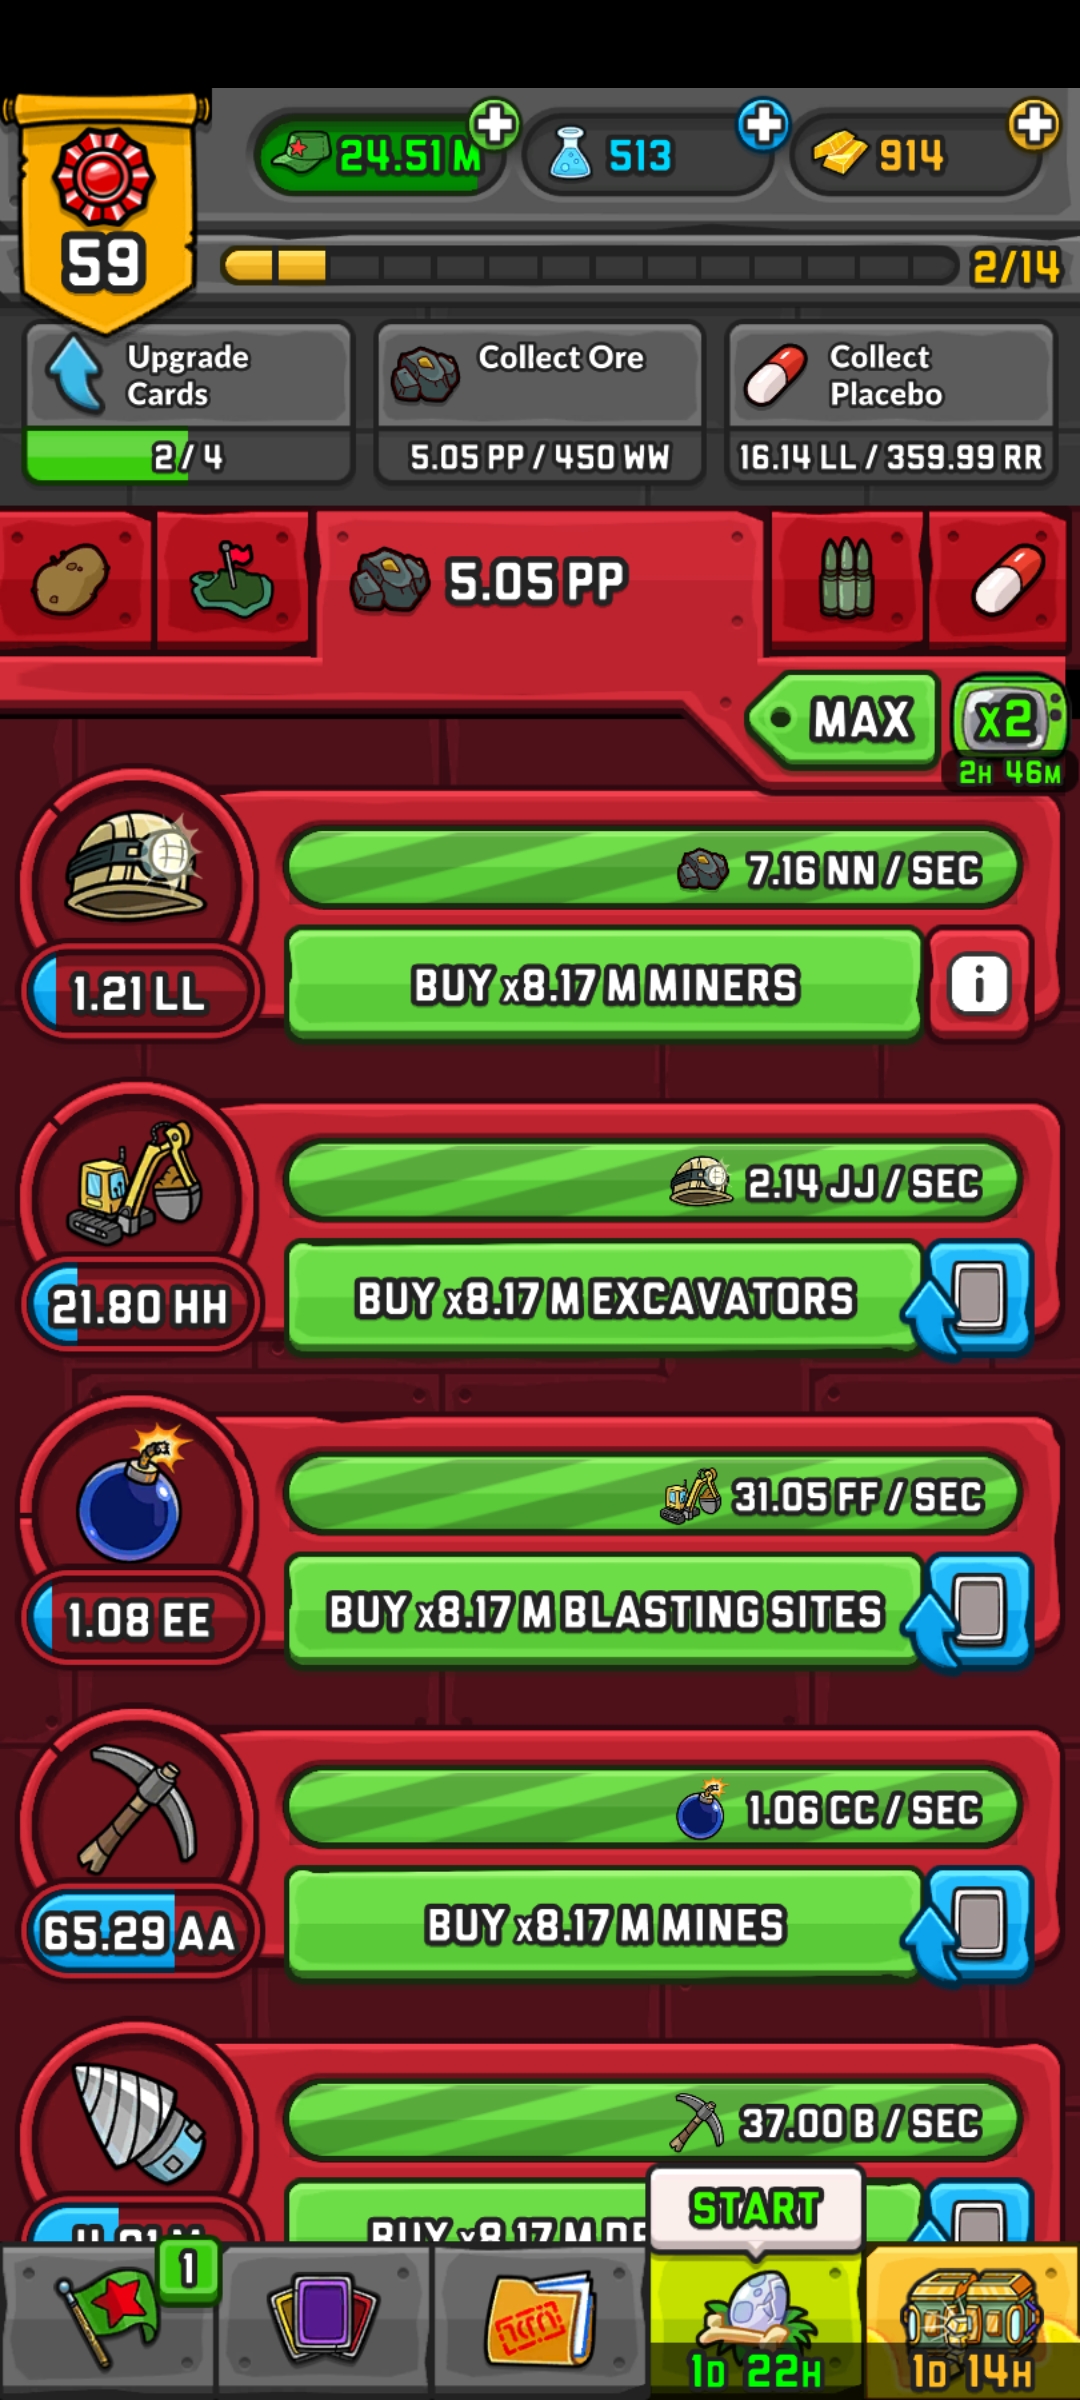 24.51 M
513
914
59
2/14
Upgrade
Cards
2/4
Collect Ore
5.05 PP / 450 WW
Collect
Placebo
16.14 LL / 359.99 RR
5.05 PP
MAX
x2
2H 46M
7.16 NN / SEC
1.21 LL
BUY x8.17 M MINERS
i
2.14 JJ / SEC
21.80 HH
BUY x8.17 M EXCAVATORS
31.05 FF / SEC
1.08 EE
BUY x8.17 M BLASTING SITES
1.06 CC / SEC
65.29 AA
BUY x8.17 M MINES
37.00 B / SEC
BUY x8.17 M
START
1
1D 22H
1D 14H